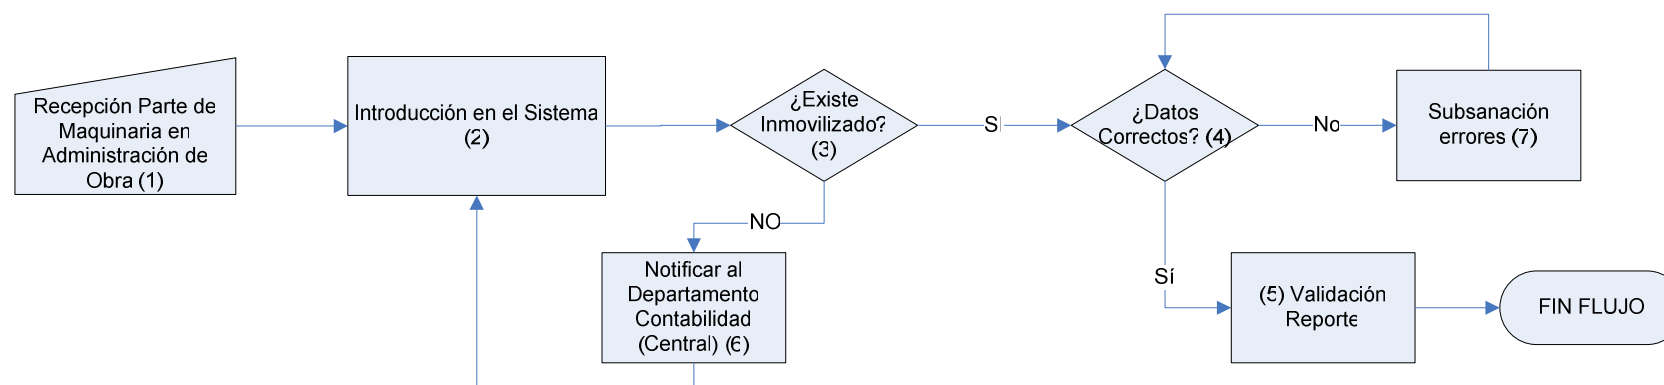 Recepción Parte de
Maquinaria en
Administración de
Obra (1)
Introducción en el Sistema
(2)
¿Existe
Inmovilizado?
(3)
SI
¿Datos
Correctos? (4)
No
Subsanación
errores (7)
NO
Notificar al
Departamento
Contabilidad
(Central) (6)
Sí
(5) Validación
Reporte
FIN FLUJO